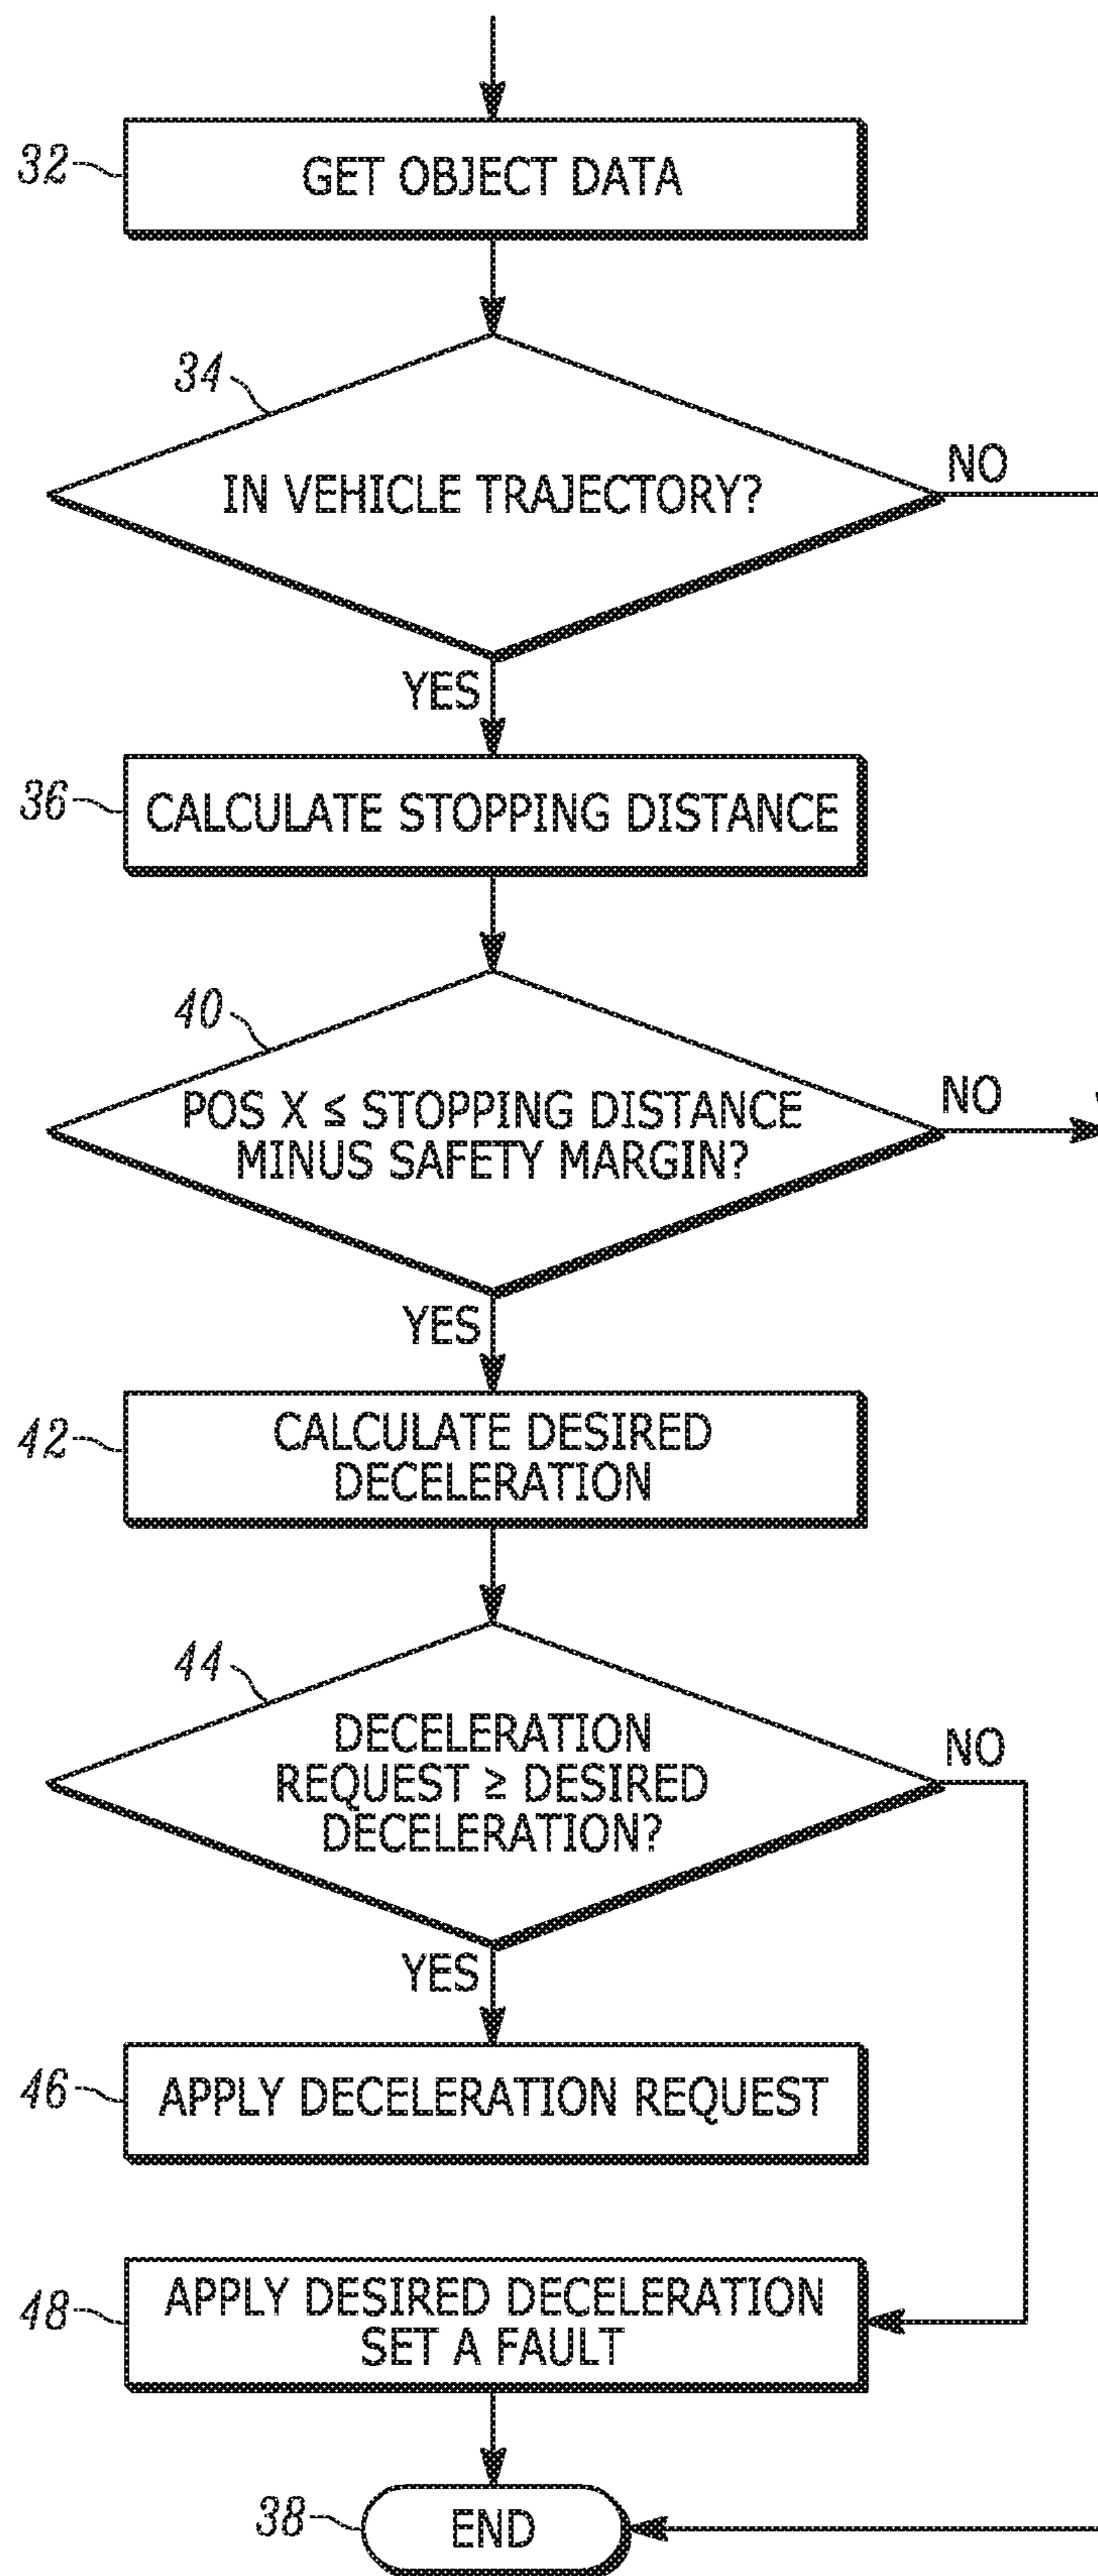 32
GET OBJECT DATA
34
IN VEHICLE TRAJECTORY?
NO
YES
36
CALCULATE STOPPING DISTANCE
40
POS X ≤ STOPPING DISTANCE
MINUS SAFETY MARGIN?
NO
YES
42
CALCULATE DESIRED
DECELERATION
44
DECELERATION
REQUEST ≥ DESIRED
DECELERATION?
NO
YES
46
APPLY DECELERATION REQUEST
48
APPLY DESIRED DECELERATION
SET A FAULT
38
END